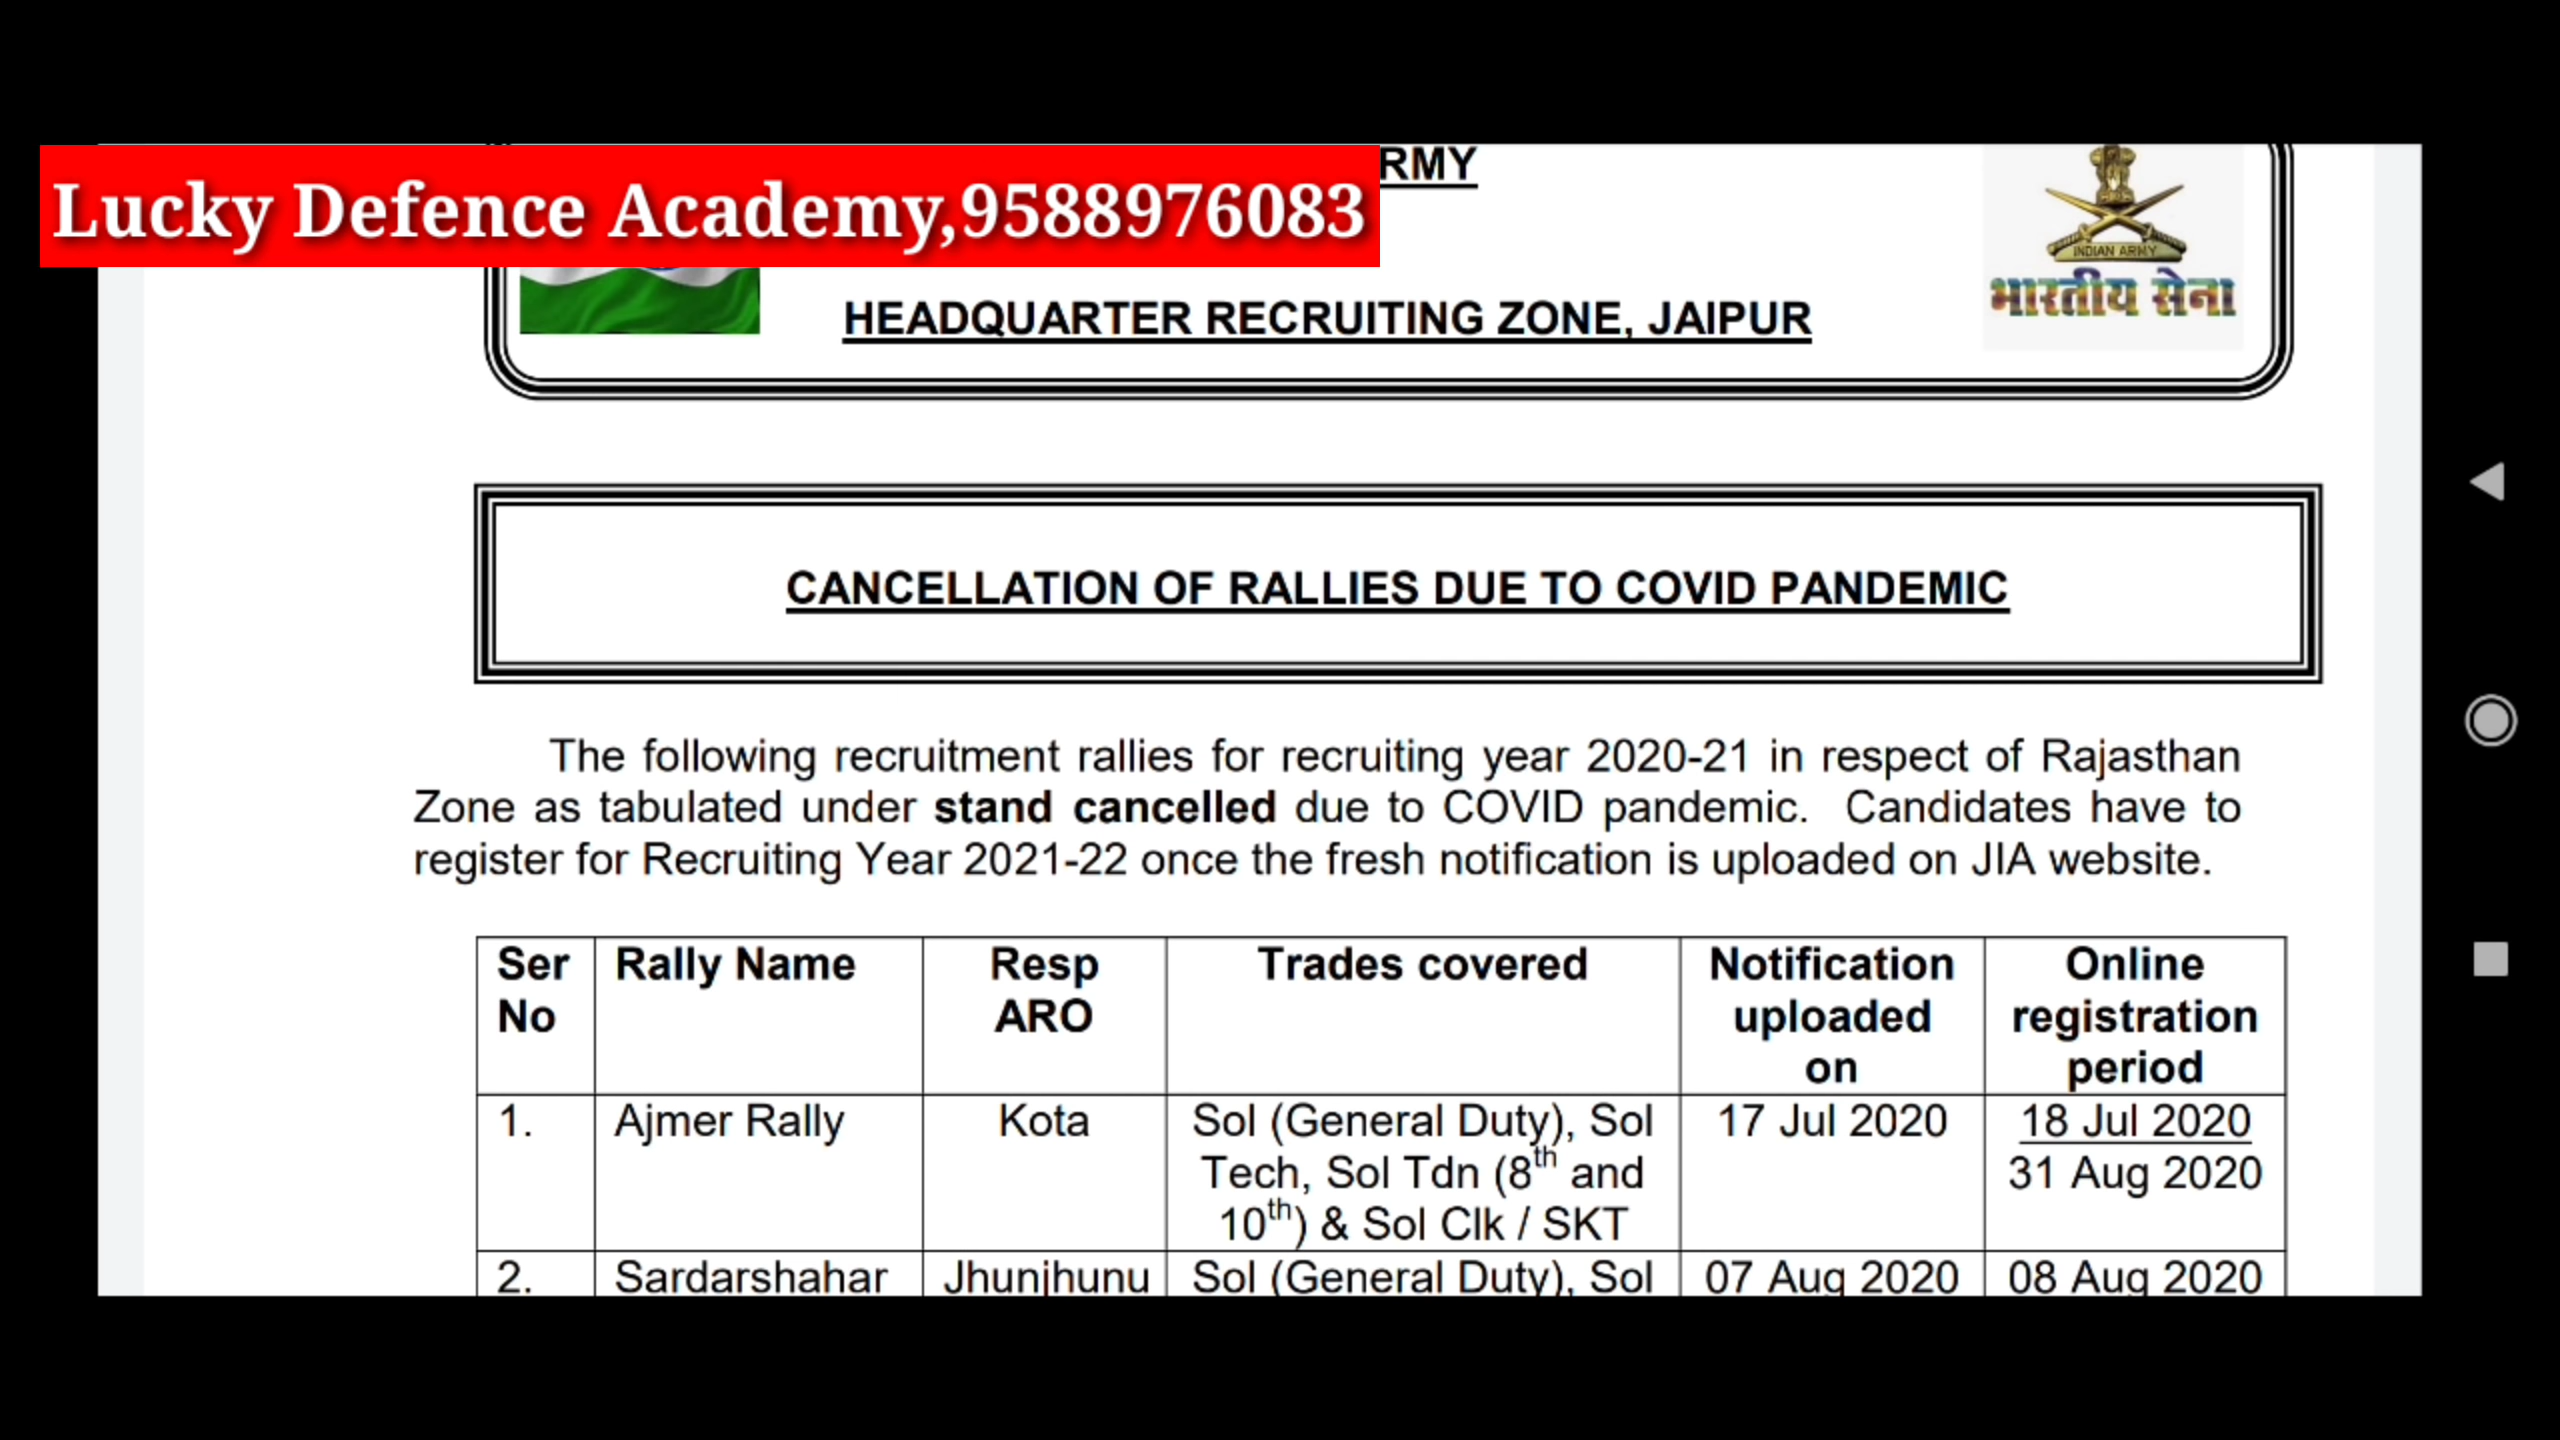 RMY
Lucky Defence Academy,9588976083
INDIAN ARMY
भारतीय सेना
HEADQUARTER RECRUITING ZONE, JAIPUR
CANCELLATION OF RALLIES DUE TO COVID PANDEMIC
The following recruitment rallies for recruiting year 2020-21 in respect of Rajasthan
Zone as tabulated under stand cancelled due to COVID pandemic. Candidates have to
register for Recruiting Year 2021-22 once the fresh notification is uploaded on JIA website.
Ser No Rally Name Resp ARO Trades covered Notification uploaded on Online registration period
1. Ajmer Rally Kota Sol (General Duty), Sol 17 Jul 2020 18 Jul 2020
Tech, Sol Tdn (8th and 31 Aug 2020
10th) & Sol Clk / SKT
2. Sardarshahar Jhunjhunu Sol (General Duty), Sol 07 Aug 2020 08 Aug 2020